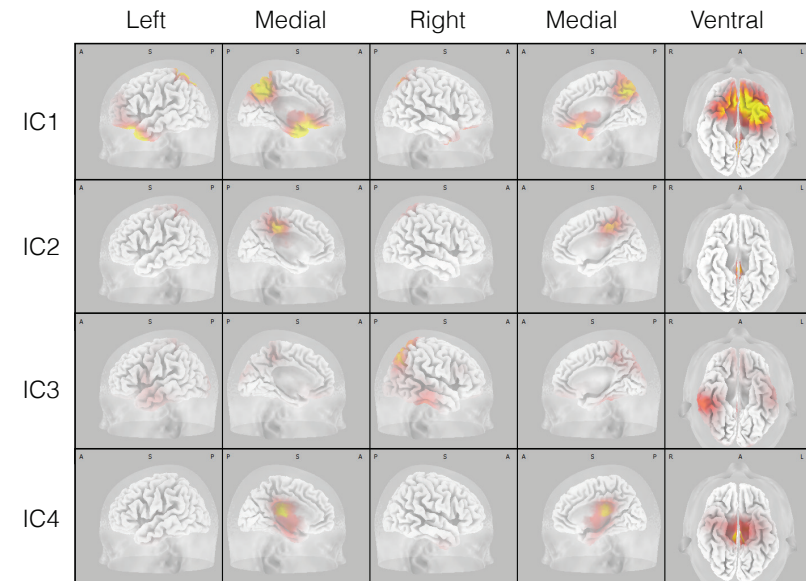 Left Medial Right Medial Ventral
A S P P S A P S A A S P R A L
IC1
A S P P S A P S A A S P R A L
IC2
A S P P S A P S A A S P R A L
IC3
A S P P S A P S A A S P R A L
IC4